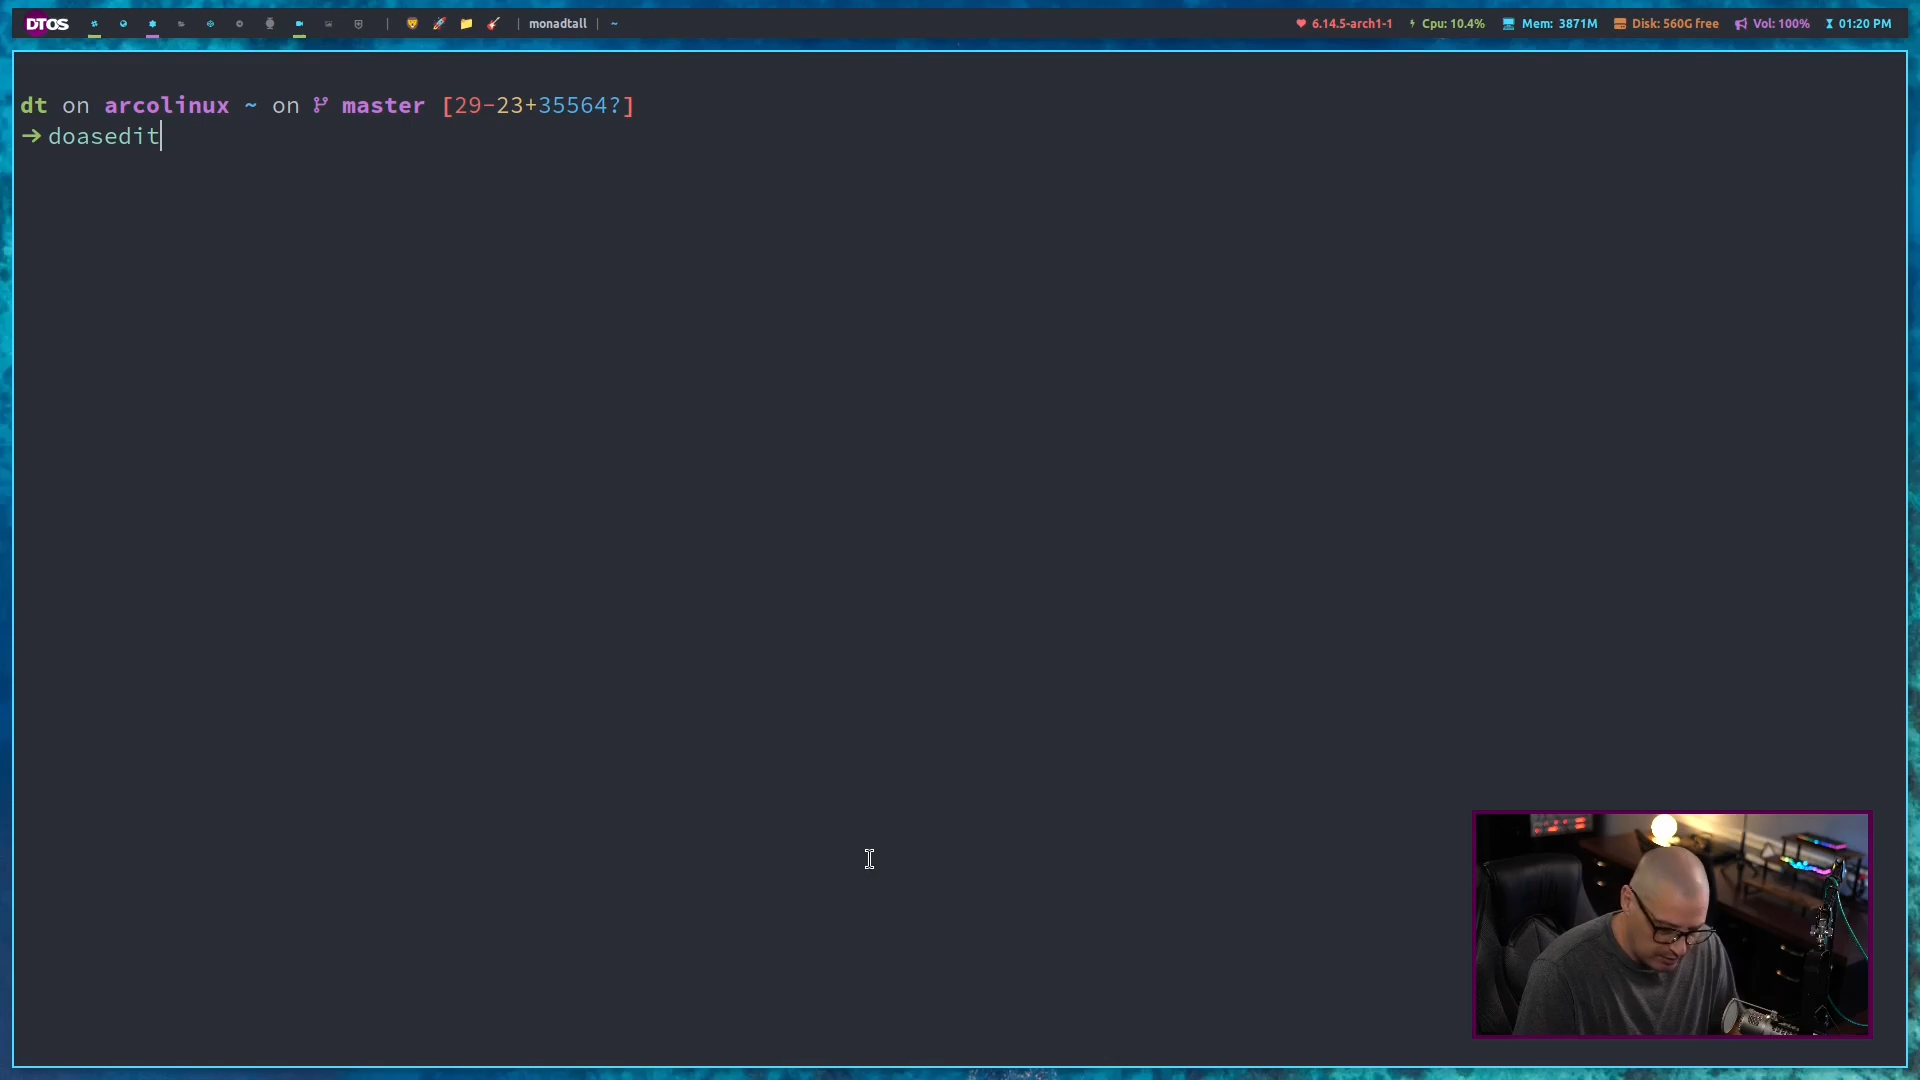 DTOS | monadtall | ~ 6.14.5-arch1-1 Cpu: 10.4% Mem: 3871M Disk: 560G free Vol: 100% 01:20 PM
dt on arcolinux ~ on master [29-23+35564?]
→ doasedit